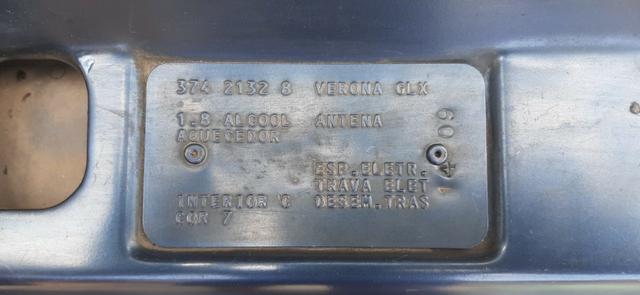 374 2132 8 VERONA GLX
1.8 ALCOOL ANTENA
AQUECEDOR
ESP.ELETR.
TRAVA ELET
INTERIOR C DESEM.TRAS
COR 7
60